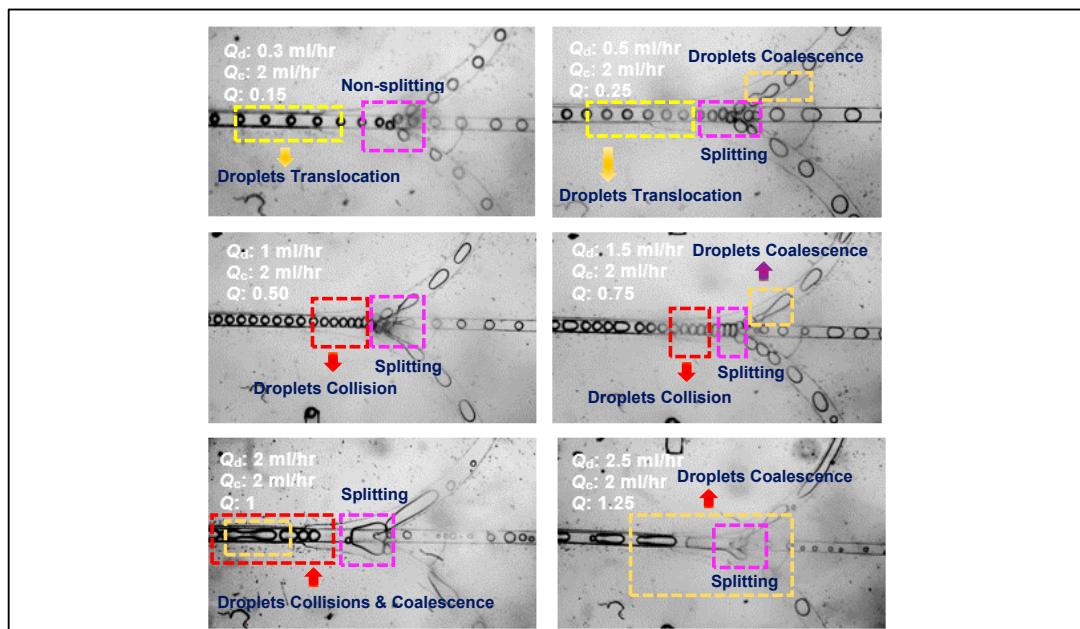 Qd: 0.3 ml/hr
Qc: 2 ml/hr
Q: 0.15
Non-splitting
Droplets Translocation
Qd: 0.5 ml/hr
Qc: 2 ml/hr
Q: 0.25
Droplets Coalescence
Splitting
Droplets Translocation
Qd: 1 ml/hr
Qc: 2 ml/hr
Q: 0.50
Splitting
Droplets Collision
Droplets Coalescence
Qd: 1.5 ml/hr
Qc: 2 ml/hr
Q: 0.75
Splitting
Droplets Collision
Qd: 2 ml/hr
Qc: 2 ml/hr
Q: 1
Splitting
Droplets Collisions & Coalescence
Qd: 2.5 ml/hr
Qc: 2 ml/hr
Q: 1.25
Droplets Coalescence
Splitting